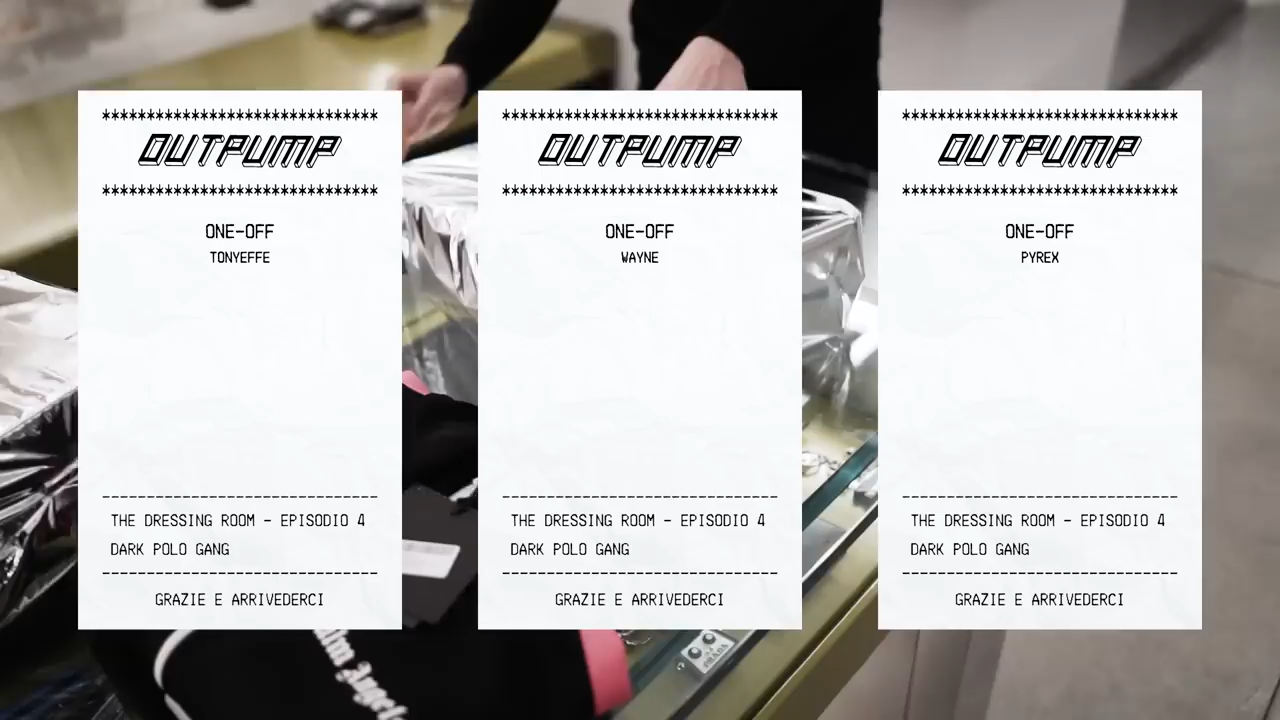 OUTPUMP
ONE-OFF
TONYEFFE
THE DRESSING ROOM - EPISODIO 4
DARK POLO GANG
GRAZIE E ARRIVEDERCI
OUTPUMP
ONE-OFF
WAYNE
THE DRESSING ROOM - EPISODIO 4
DARK POLO GANG
GRAZIE E ARRIVEDERCI
OUTPUMP
ONE-OFF
PYREX
THE DRESSING ROOM - EPISODIO 4
DARK POLO GANG
GRAZIE E ARRIVEDERCI
PRADA